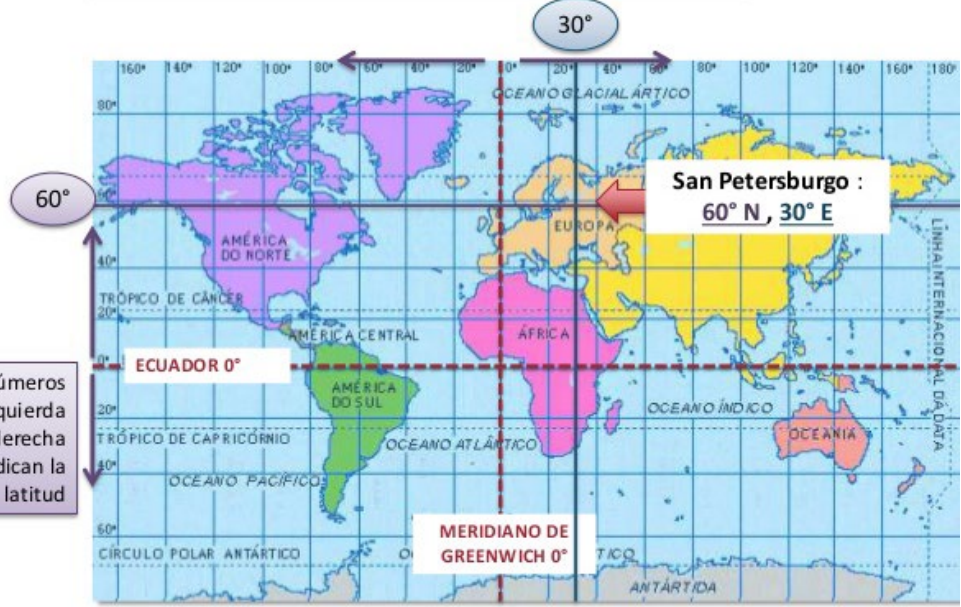 30°
160° 140° 120° 100° 80° 60° 40° 20° 0° 20° 40° 60° 80° 100° 120° 140° 160° 180°
OCEANO GLACIAL ÁRTICO
80°
60°
San Petersburgo :
60° N , 30° E
EUROPA
AMÉRICA
DO NORTE
40°
TRÓPICO DE CÂNCER
20°
AMÉRICA CENTRAL
ÁFRICA
LINHA INTERNACIONAL DA DATA
0°
ECUADOR 0°
úmeros
quierda
derecha
dican la
latitud
AMÉRICA
DO SUL
20°
OCEANO ÍNDICO
TRÓPICO DE CAPRICÓRNIO
OCEANO ATLÂNTICO
OCEANIA
40°
OCEANO PACÍFICO
60°
MERIDIANO DE
GREENWICH 0°
CÍRCULO POLAR ANTÁRTICO
TICO
ANTÁRTIDA